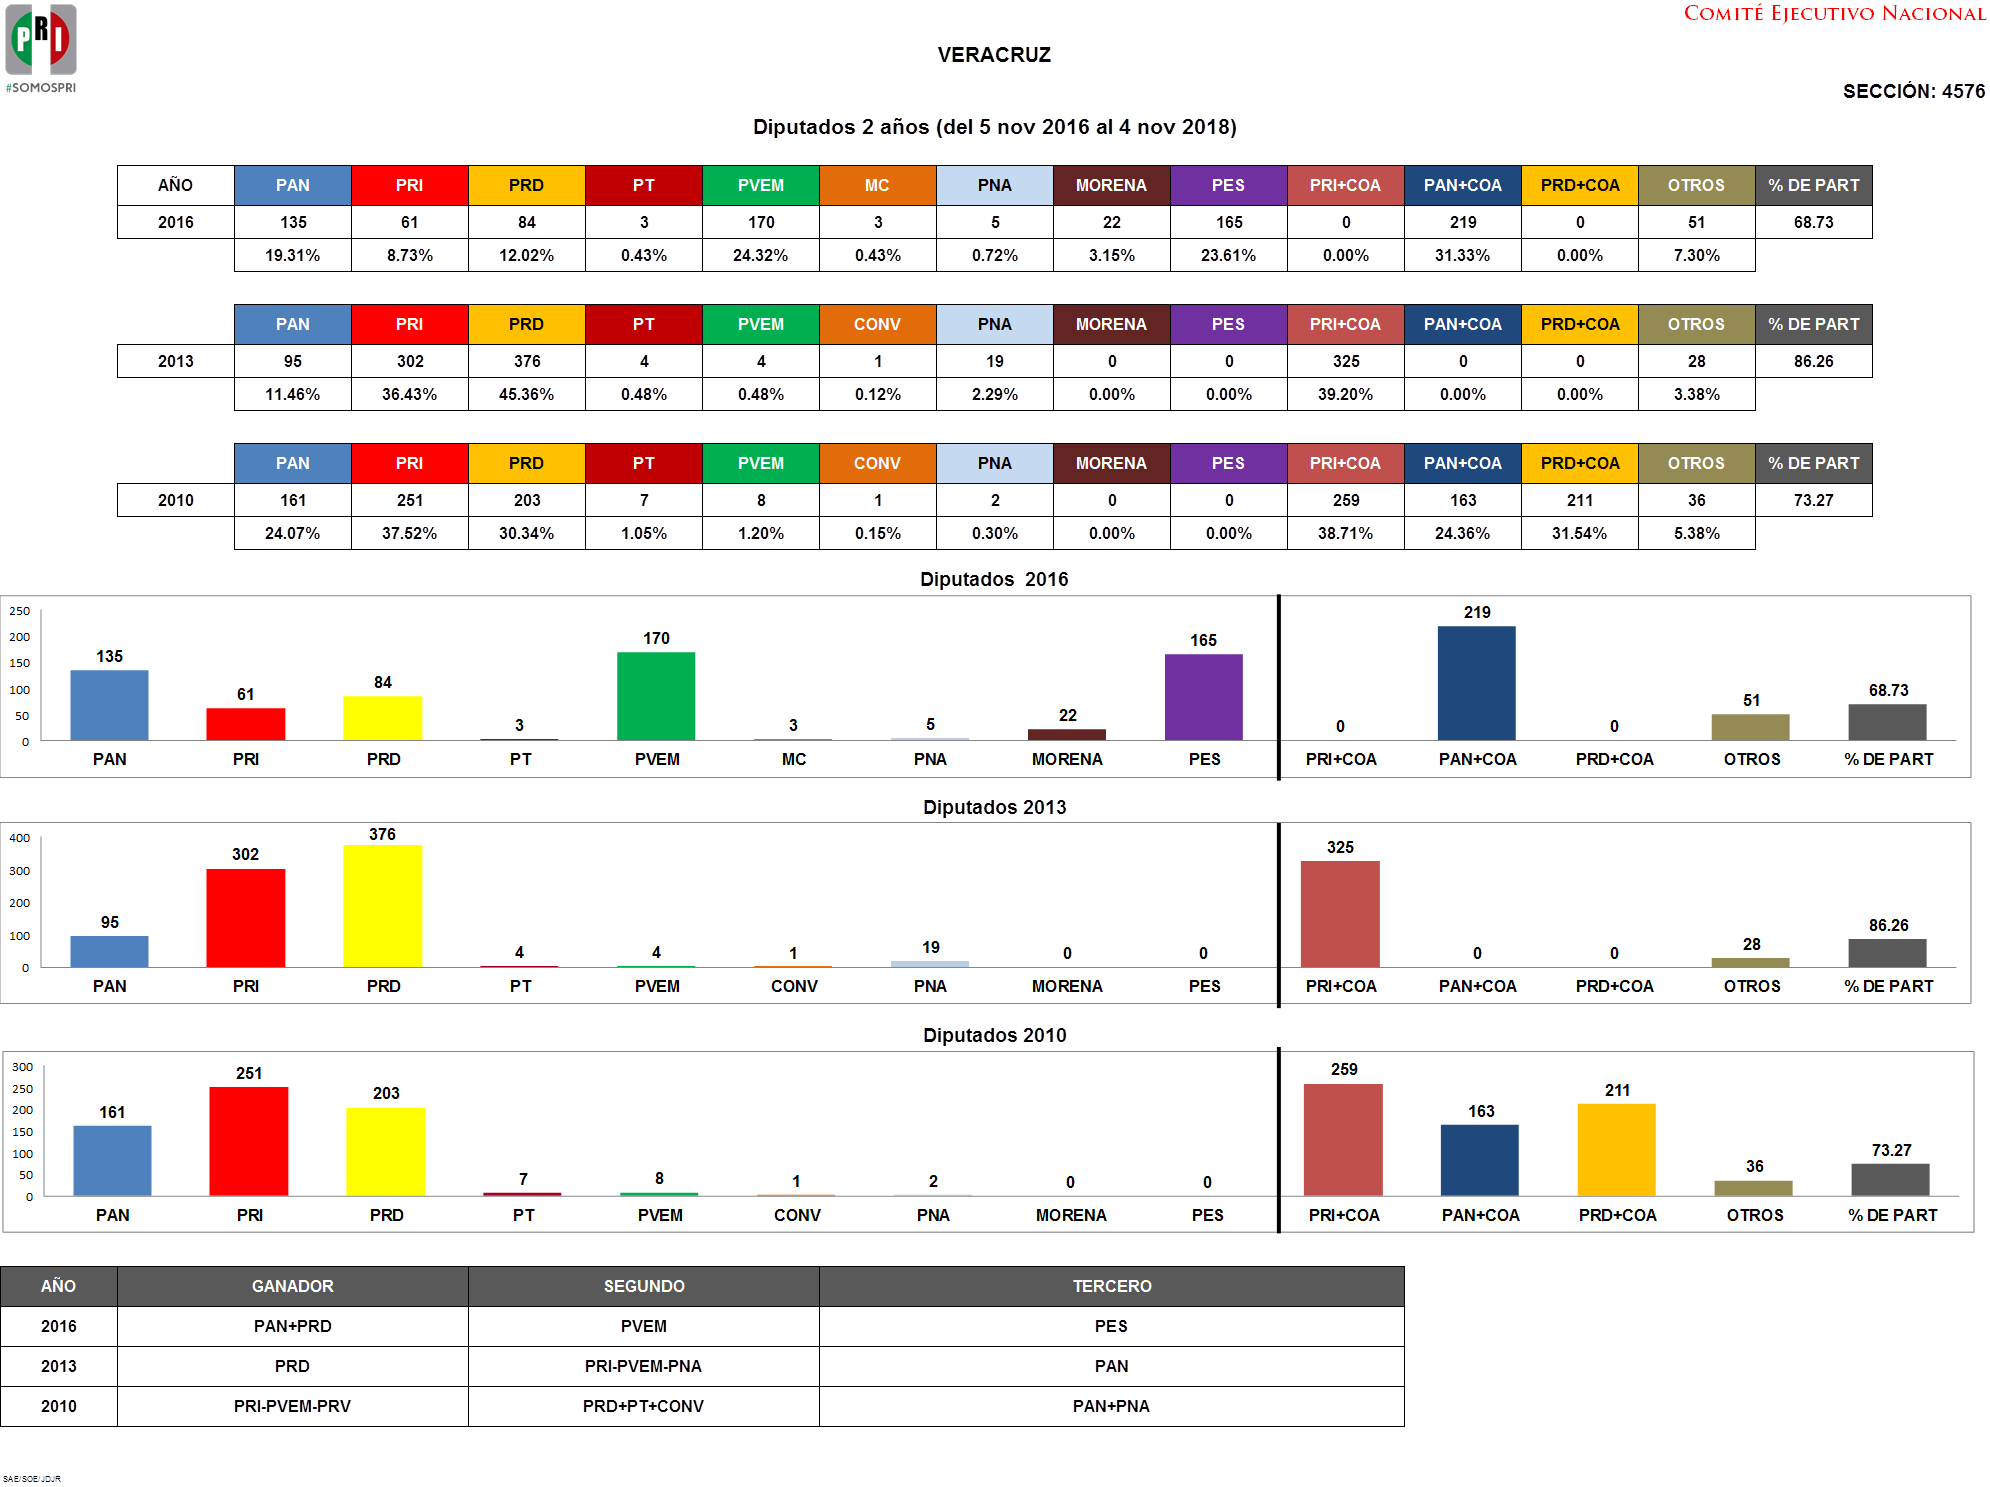 COMITÉ EJECUTIVO NACIONAL
PRI
#SOMOSPRI
VERACRUZ
SECCIÓN: 4576
Diputados 2 años (del 5 nov 2016 al 4 nov 2018)
AÑO PAN PRI PRD PT PVEM MC PNA MORENA PES PRI+COA PAN+COA PRD+COA OTROS % DE PART
2016 135 61 84 3 170 3 5 22 165 0 219 0 51 68.73
19.31% 8.73% 12.02% 0.43% 24.32% 0.43% 0.72% 3.15% 23.61% 0.00% 31.33% 0.00% 7.30%
PAN PRI PRD PT PVEM CONV PNA MORENA PES PRI+COA PAN+COA PRD+COA OTROS % DE PART
2013 95 302 376 4 4 1 19 0 0 325 0 0 28 86.26
11.46% 36.43% 45.36% 0.48% 0.48% 0.12% 2.29% 0.00% 0.00% 39.20% 0.00% 0.00% 3.38%
PAN PRI PRD PT PVEM CONV PNA MORENA PES PRI+COA PAN+COA PRD+COA OTROS % DE PART
2010 161 251 203 7 8 1 2 0 0 259 163 211 36 73.27
24.07% 37.52% 30.34% 1.05% 1.20% 0.15% 0.30% 0.00% 0.00% 38.71% 24.36% 31.54% 5.38%
Diputados 2016
250
200
150
100
50
0
135 61 84 3 170 3 5 22 165 0 219 0 51 68.73
PAN PRI PRD PT PVEM MC PNA MORENA PES PRI+COA PAN+COA PRD+COA OTROS % DE PART
Diputados 2013
400
300
200
100
0
95 302 376 4 4 1 19 0 0 325 0 0 28 86.26
PAN PRI PRD PT PVEM CONV PNA MORENA PES PRI+COA PAN+COA PRD+COA OTROS % DE PART
Diputados 2010
300
250
200
150
100
50
0
161 251 203 7 8 1 2 0 0 259 163 211 36 73.27
PAN PRI PRD PT PVEM CONV PNA MORENA PES PRI+COA PAN+COA PRD+COA OTROS % DE PART
AÑO GANADOR SEGUNDO TERCERO
2016 PAN+PRD PVEM PES
2013 PRD PRI-PVEM-PNA PAN
2010 PRI-PVEM-PRV PRD+PT+CONV PAN+PNA
SAE/SOE/JDJR